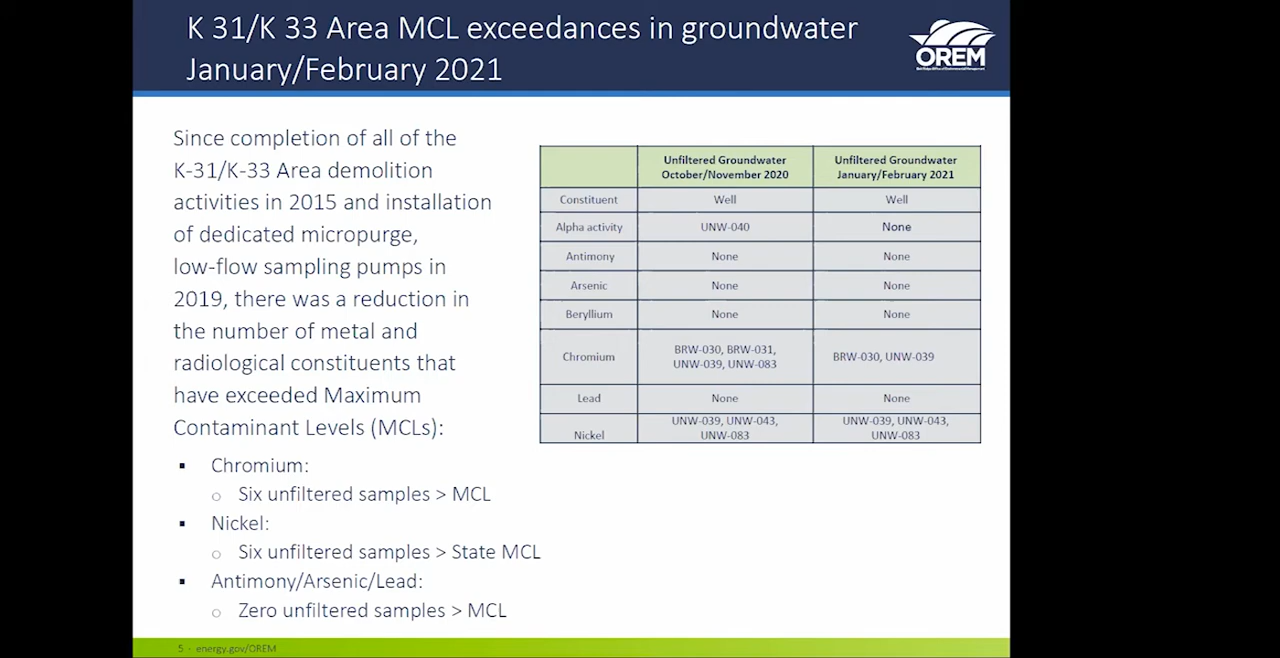 K 31/K 33 Area MCL exceedances in groundwater
January/February 2021
OREM
Since completion of all of the
K-31/K-33 Area demolition
activities in 2015 and installation
of dedicated micropurge,
low-flow sampling pumps in
2019, there was a reduction in
the number of metal and
radiological constituents that
have exceeded Maximum
Contaminant Levels (MCLs):
▪ Chromium:
○ Six unfiltered samples > MCL
▪ Nickel:
○ Six unfiltered samples > State MCL
▪ Antimony/Arsenic/Lead:
○ Zero unfiltered samples > MCL
Unfiltered Groundwater
October/November 2020
Unfiltered Groundwater
January/February 2021
Constituent Well Well
Alpha activity UNW-040 None
Antimony None None
Arsenic None None
Beryllium None None
Chromium
BRW-030, BRW-031,
UNW-039, UNW-083
BRW-030, UNW-039
Lead None None
Nickel
UNW-039, UNW-043,
UNW-083
UNW-039, UNW-043,
UNW-083
5 · energy.gov/OREM